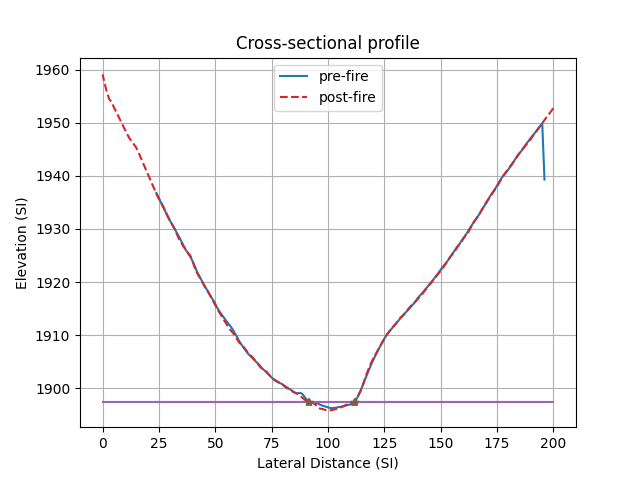 Cross-sectional profile
pre-fire
post-fire
Elevation (SI)
1960
1950
1940
1930
1920
1910
1900
0 25 50 75 100 125 150 175 200
Lateral Distance (SI)